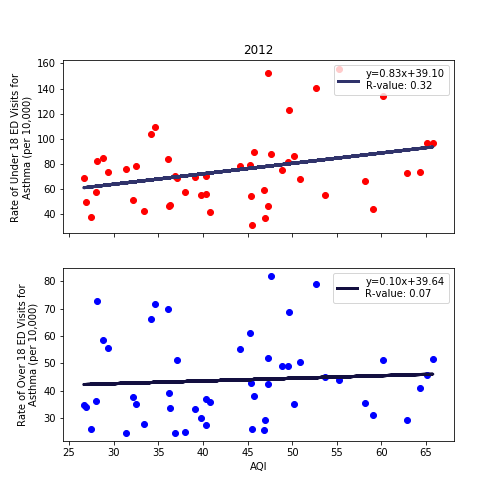 2012
160
140
120
100
80
60
40
Rate of Under 18 ED Visits for
Asthma (per 10,000)
y=0.83x+39.10
R-value: 0.32
80
70
60
50
40
30
Rate of Over 18 ED Visits for
Asthma (per 10,000)
y=0.10x+39.64
R-value: 0.07
25 30 35 40 45 50 55 60 65
AQI